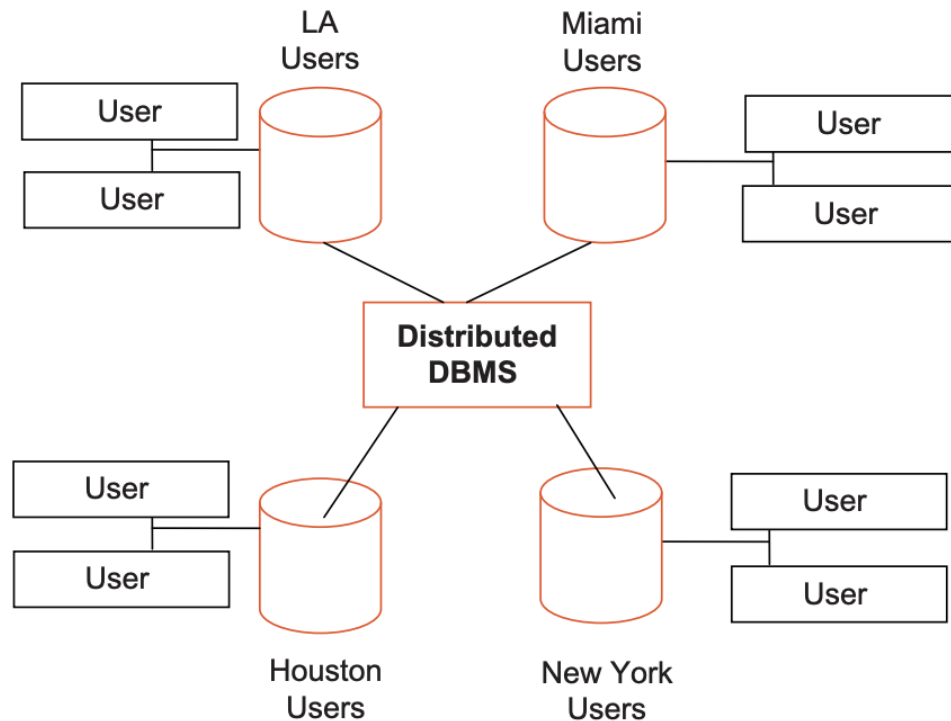 LA
Users
Miami
Users
User
User
User
User
Distributed
DBMS
User
User
User
User
Houston
Users
New York
Users